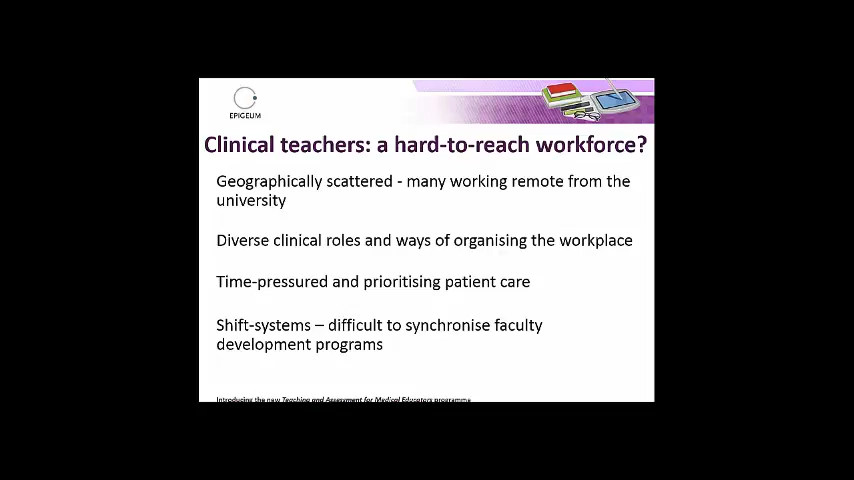 EPIGEUM
Clinical teachers: a hard-to-reach workforce?
Geographically scattered - many working remote from the
university
Diverse clinical roles and ways of organising the workplace
Time-pressured and prioritising patient care
Shift-systems – difficult to synchronise faculty
development programs
Introducing the new Teaching and Assessment for Medical Educators programme